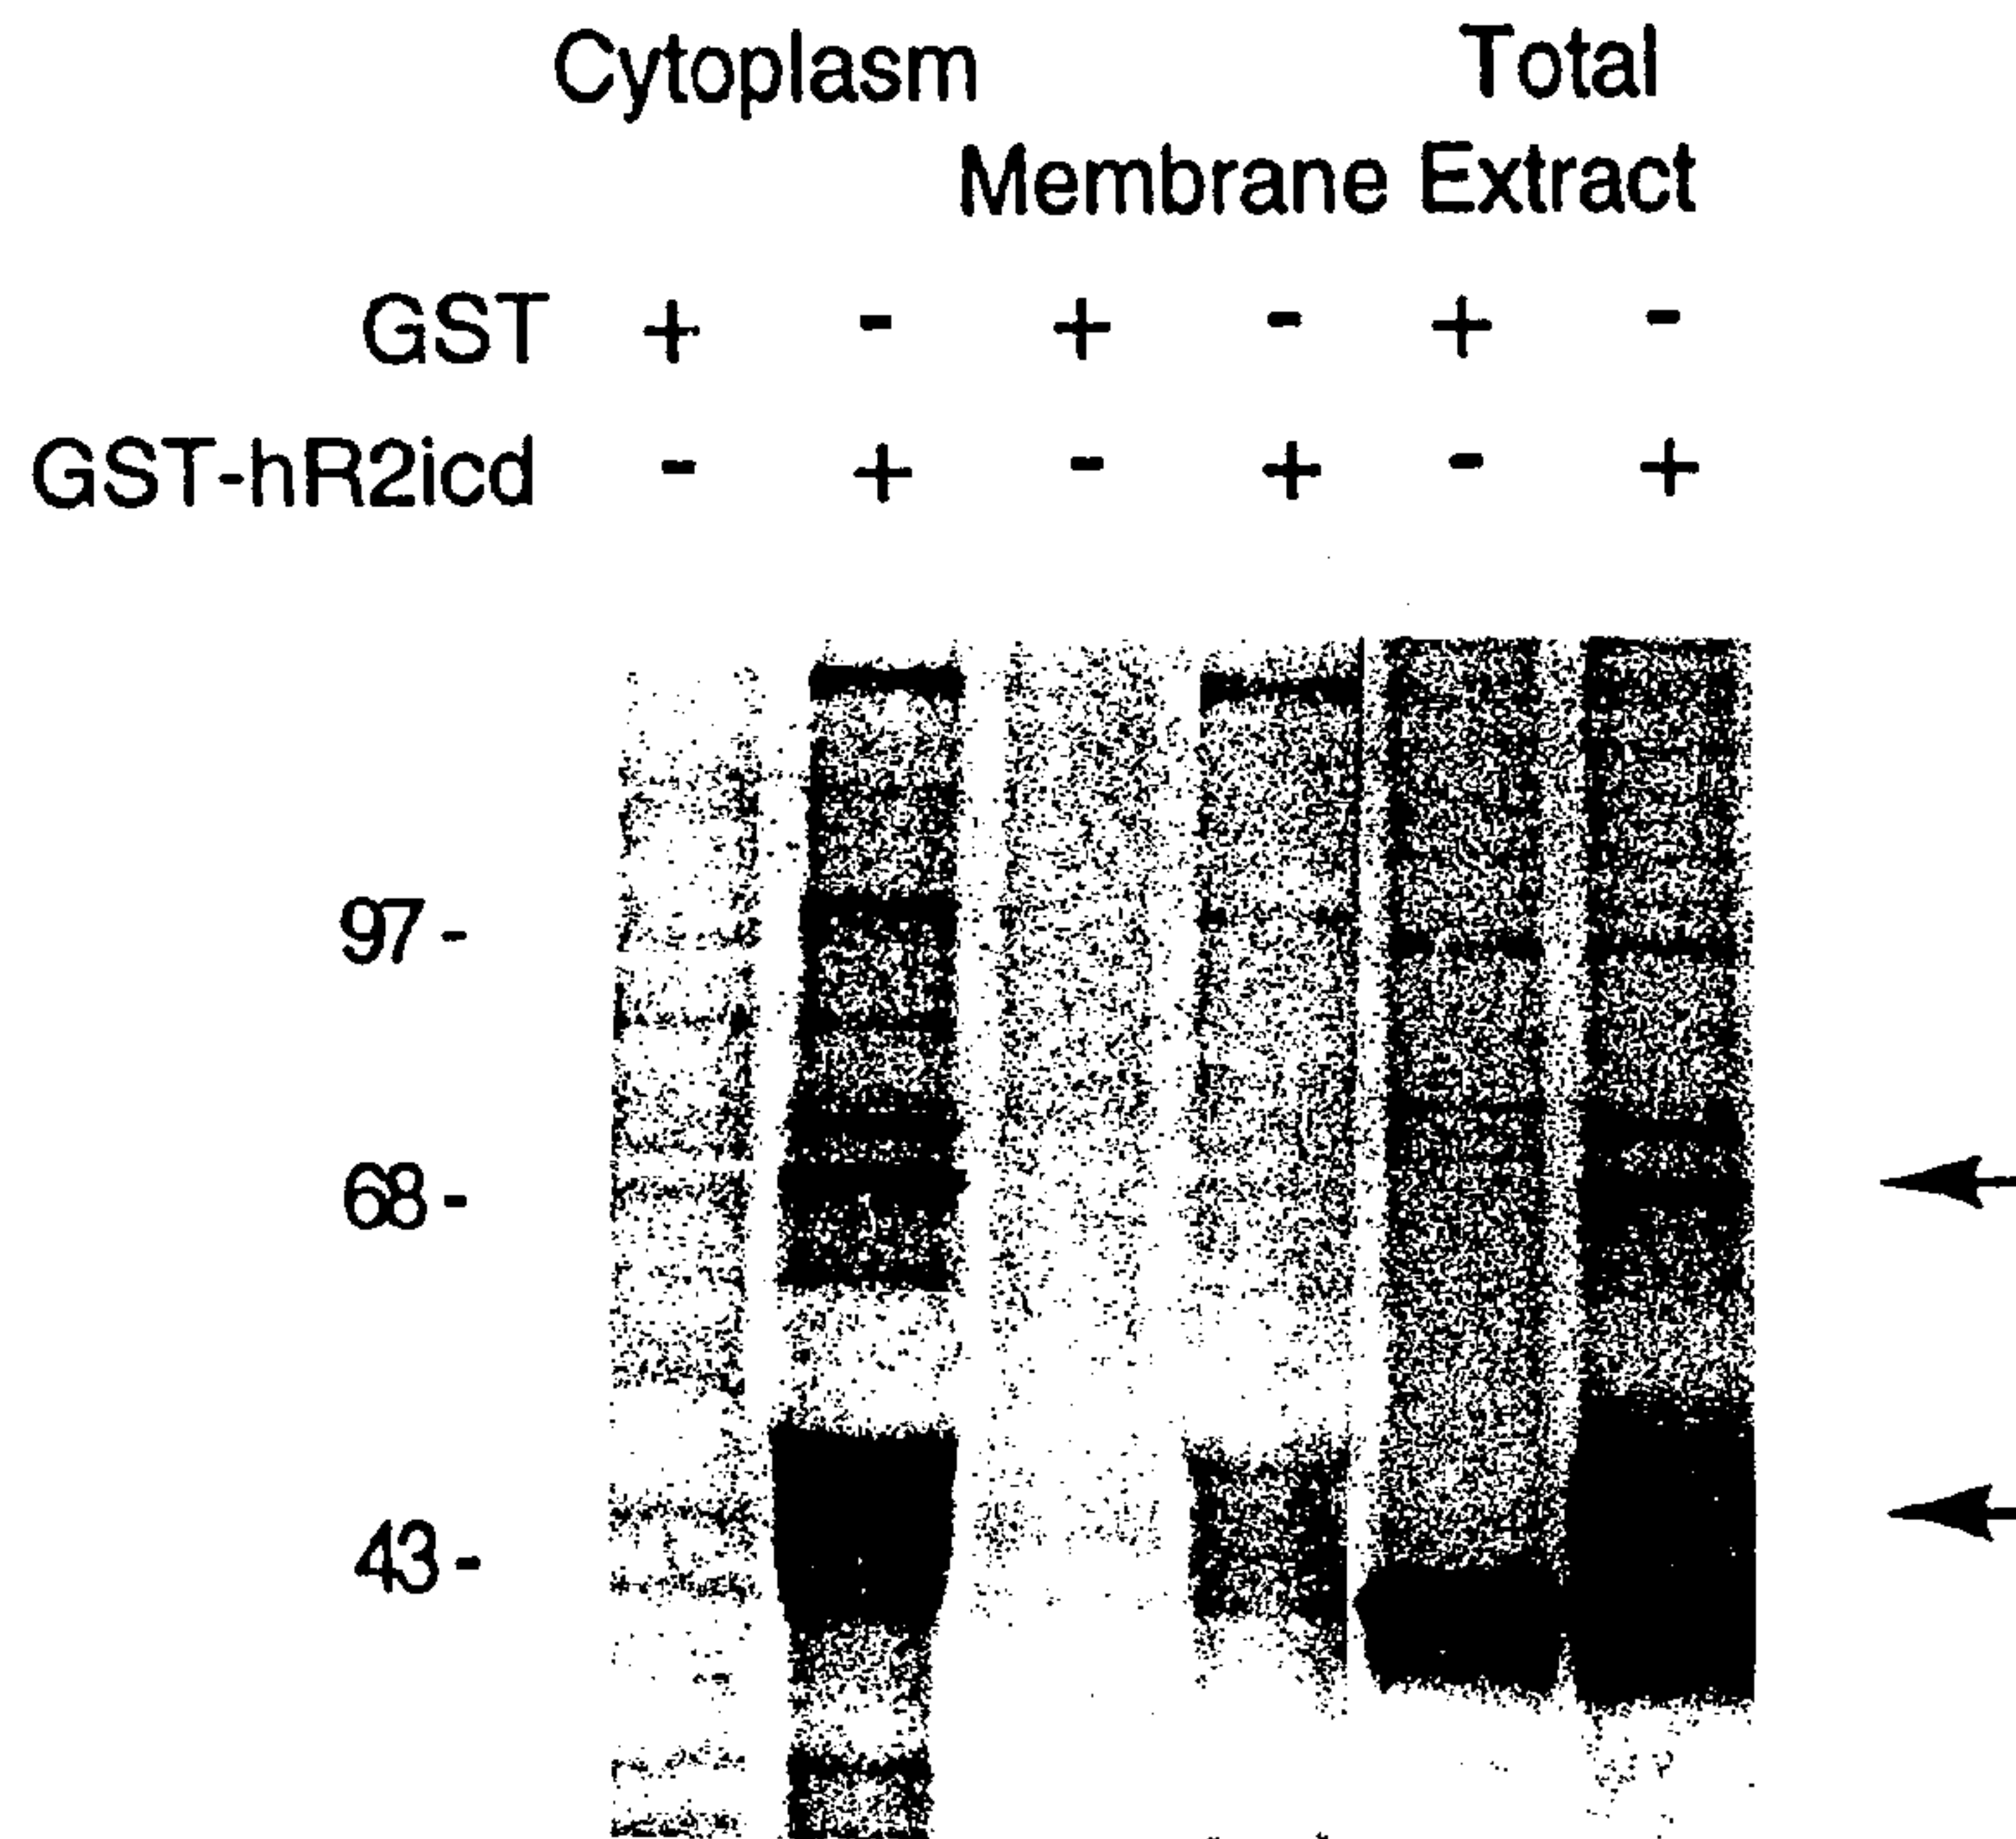 Cytoplasm Total
Membrane Extract
GST + - + - + -
GST-hR2icd - + - + - +
97-
68-
43-